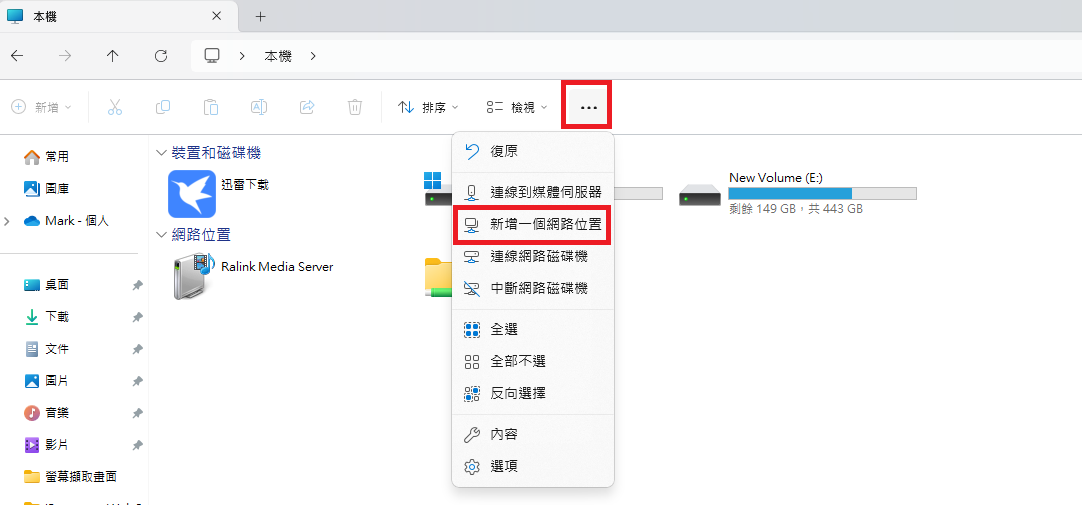 本機
本機
新增
排序
檢視
常用
圖庫
Mark - 個人
桌面
下載
文件
圖片
音樂
影片
螢幕擷取畫面
裝置和磁碟機
迅雷下載
New Volume (E:)
剩餘 149 GB，共 443 GB
網路位置
Ralink Media Server
復原
連線到媒體伺服器
新增一個網路位置
連線網路磁碟機
中斷網路磁碟機
全選
全部不選
反向選擇
內容
選項